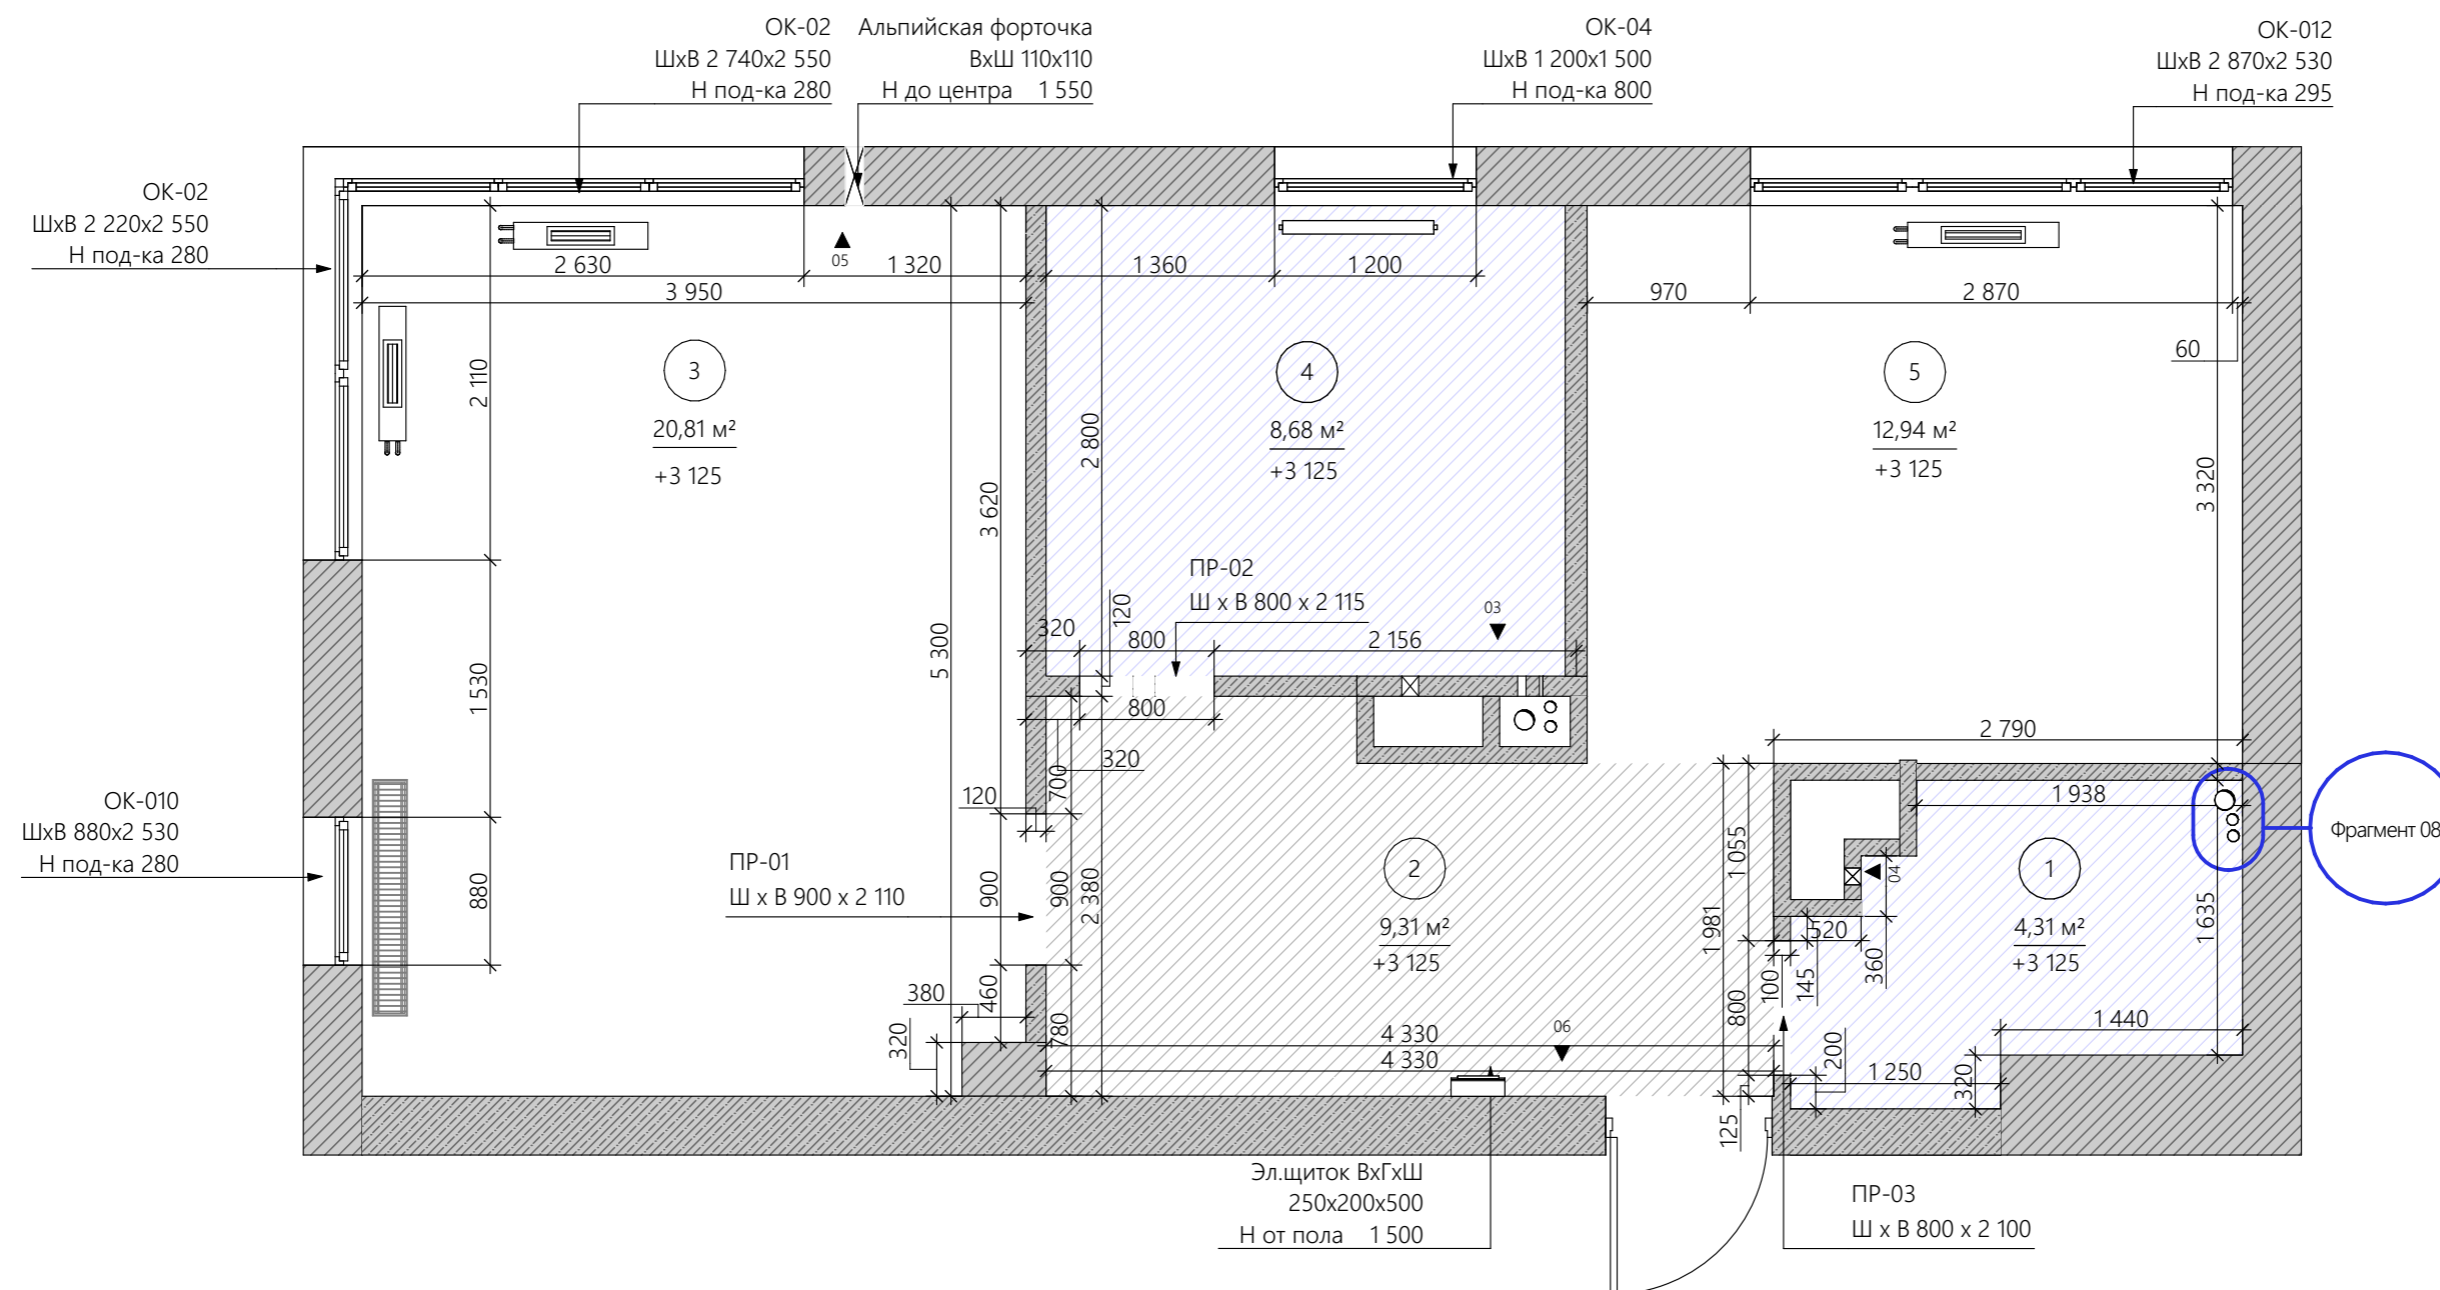 ОК-02
ШхВ 2 740х2 550
Н под-ка 280
Альпийская форточка
ВхШ 110х110
Н до центра 1 550
ОК-04
ШхВ 1 200х1 500
Н под-ка 800
ОК-012
ШхВ 2 870х2 530
Н под-ка 295
ОК-02
ШхВ 2 220х2 550
Н под-ка 280
05
2 630
1 320
1 360
1 200
3 950
970
2 870
60
2 110
3
20,81 м²
+3 125
4
8,68 м²
+3 125
5
12,94 м²
+3 125
2 800
3 620
3 320
5 300
1 530
ПР-02
Ш х В 800 х 2 115
120
03
320
800
2 156
800
320
700
120
2 790
1 938
Фрагмент 08
ОК-010
ШхВ 880х2 530
Н под-ка 280
880
ПР-01
Ш х В 900 х 2 110
900
900
2 380
2
9,31 м²
+3 125
1 055
1 981
04
520
360
145
100
1
4,31 м²
+3 125
1 635
380
460
320
780
4 330
4 330
06
800
200
1 440
1 250
320
125
Эл.щиток ВхГхШ
250х200х500
Н от пола 1 500
ПР-03
Ш х В 800 х 2 100